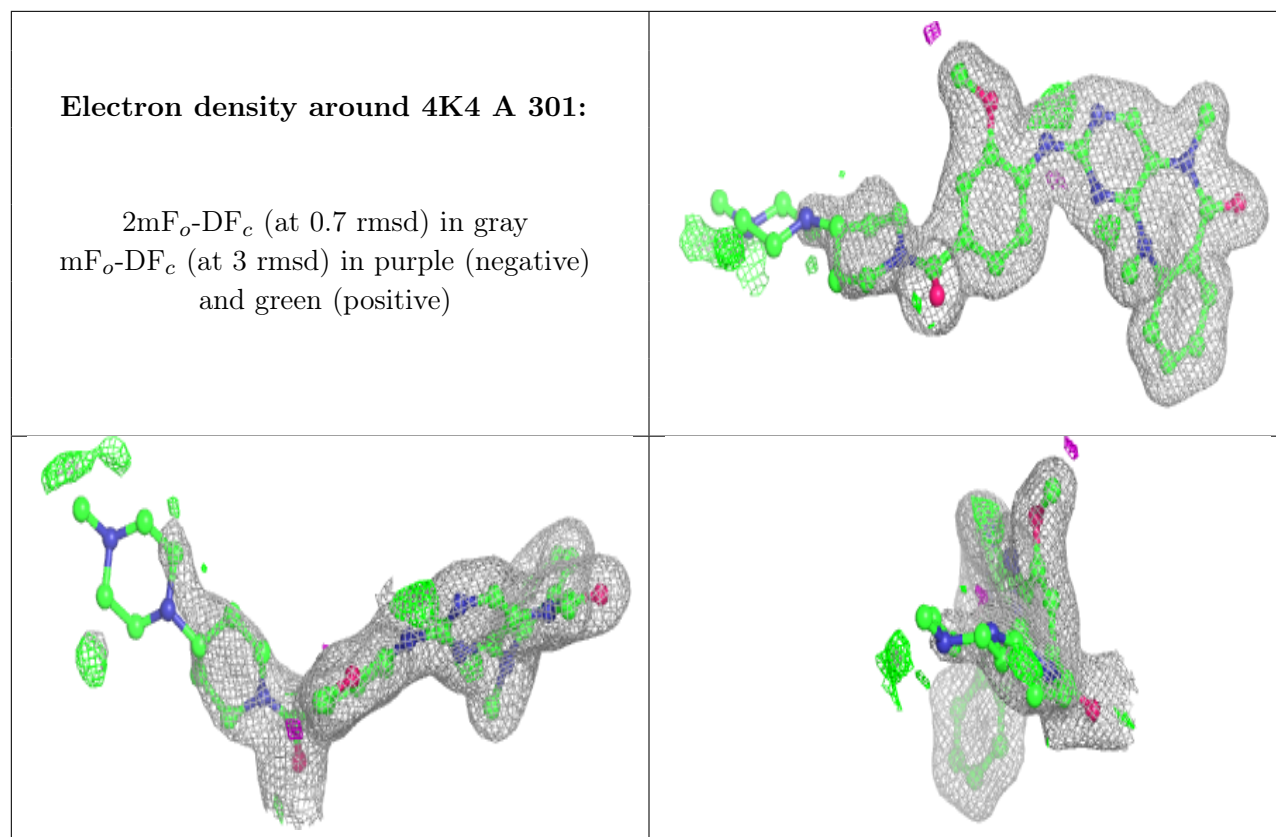 Electron density around 4K4 A 301:
2mFₒ-DF𝒸 (at 0.7 rmsd) in gray
mFₒ-DF𝒸 (at 3 rmsd) in purple (negative)
and green (positive)